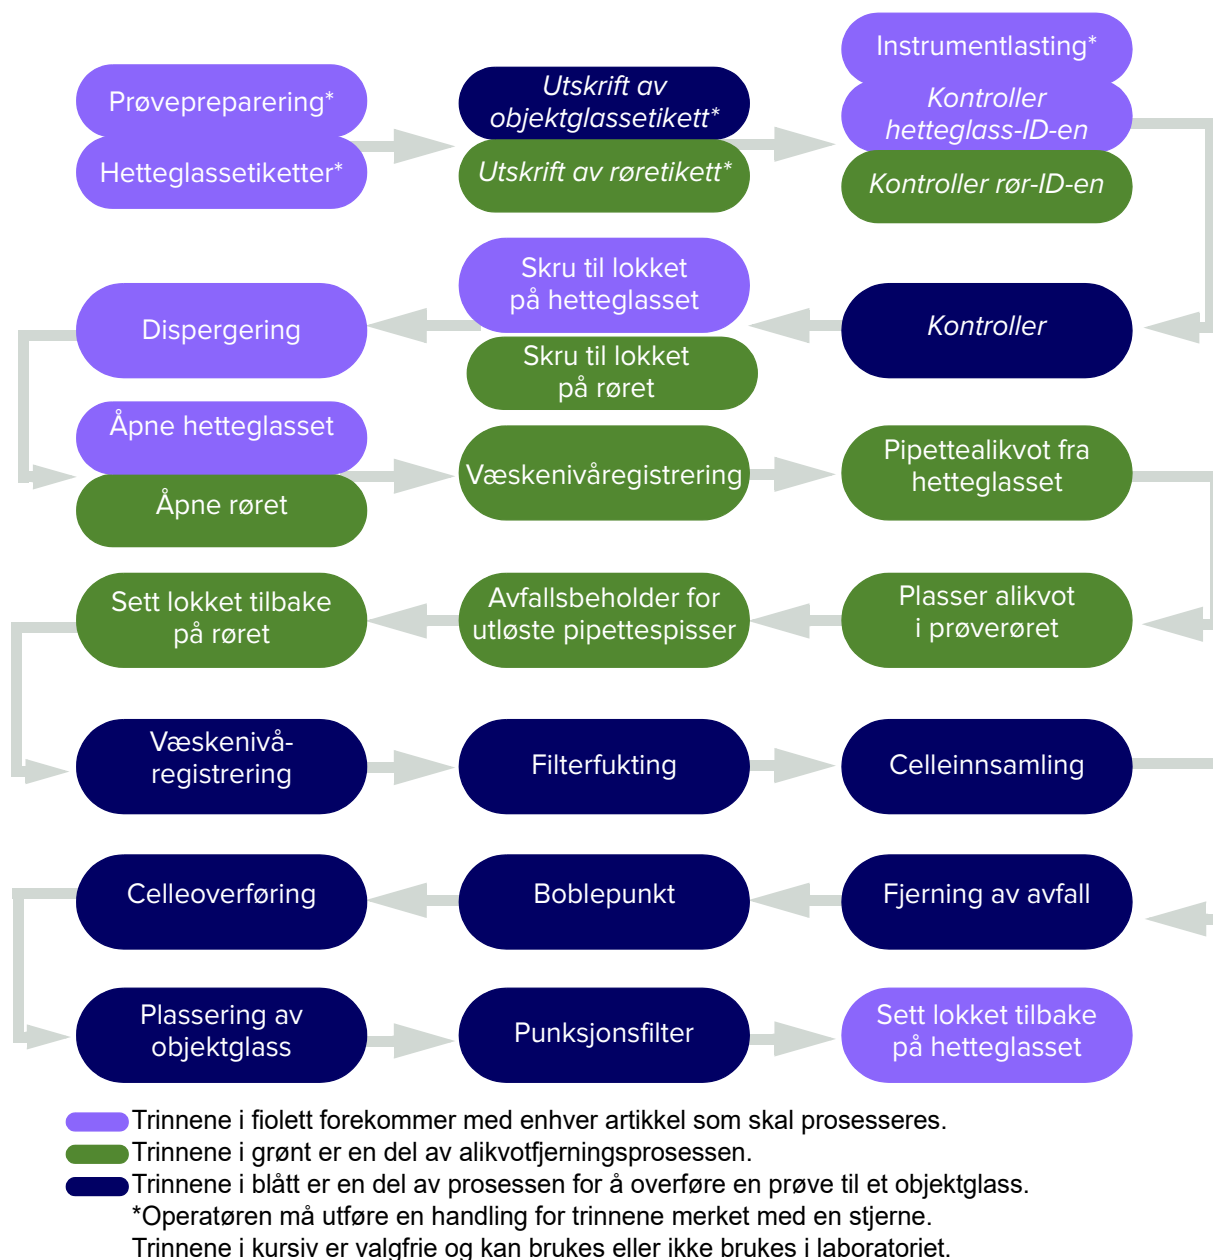 Prøvepreparering*
Hetteglassetiketter*
Utskrift av
objektglassetikett*
Utskrift av røretikett*
Instrumentlasting*
Kontroller
hetteglass-ID-en
Kontroller rør-ID-en
Kontroller
Skru til lokket
på hetteglasset
Skru til lokket
på røret
Dispergering
Åpne hetteglasset
Åpne røret
Væskenivåregistrering
Pipettealikvot fra
hetteglasset
Plasser alikvot
i prøverøret
Avfallsbeholder for
utløste pipettespisser
Sett lokket tilbake
på røret
Væskenivå-
registrering
Filterfukting
Celleinnsamling
Fjerning av avfall
Boblepunkt
Celleoverføring
Plassering av
objektglass
Punksjonsfilter
Sett lokket tilbake
på hetteglasset
Trinnene i fiolett forekommer med enhver artikkel som skal prosesseres.
Trinnene i grønt er en del av alikvotfjerningsprosessen.
Trinnene i blått er en del av prosessen for å overføre en prøve til et objektglass.
*Operatøren må utføre en handling for trinnene merket med en stjerne.
Trinnene i kursiv er valgfrie og kan brukes eller ikke brukes i laboratoriet.